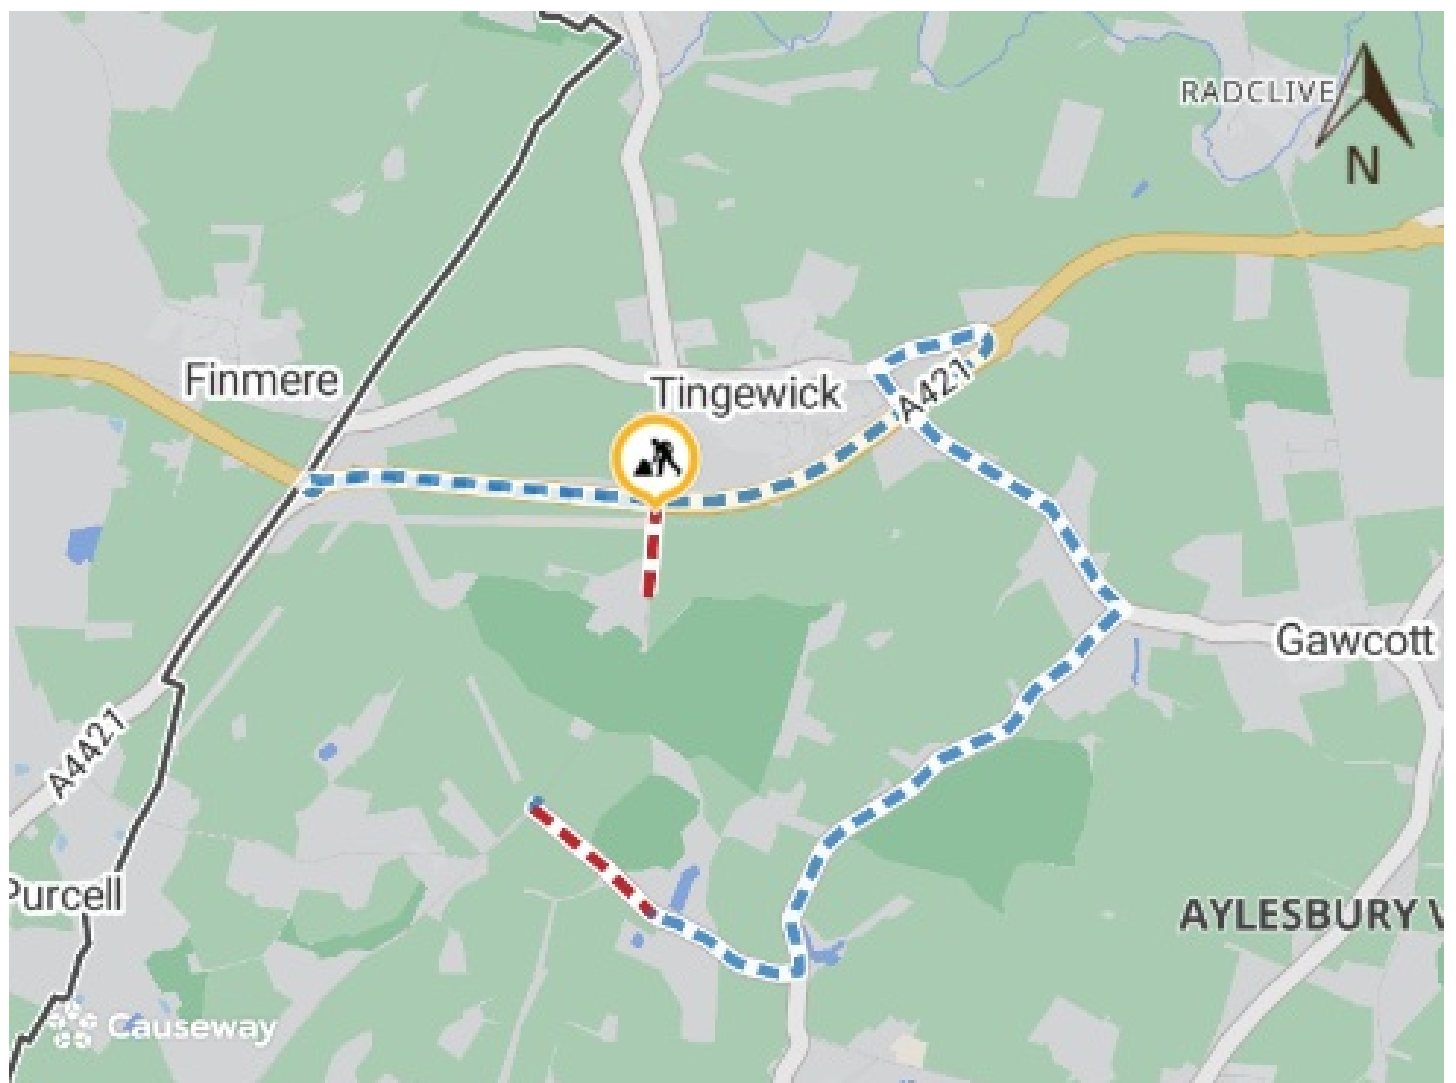 RADCLIVE
N
Finmere
Tingewick
A421
Gawcott
A4421
Purcell
AYLESBURY V
Causeway